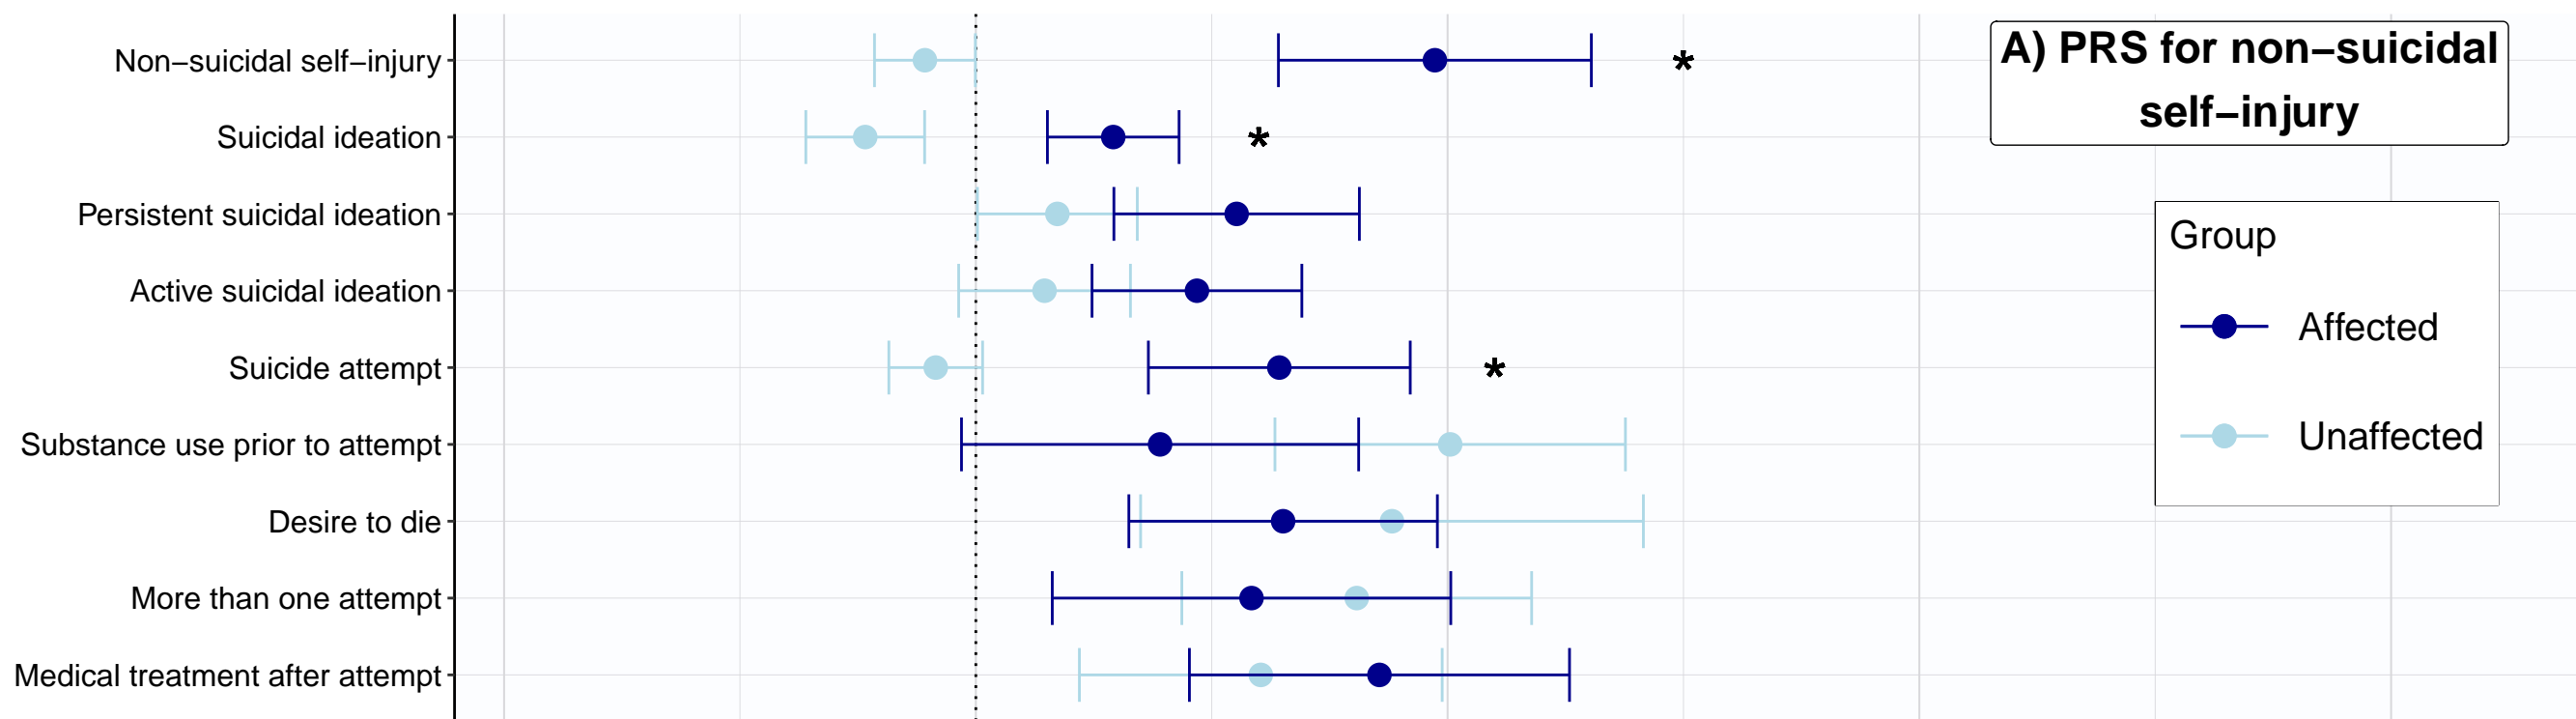 Non−suicidal self−injury
*
A) PRS for non−suicidal
self−injury
Suicidal ideation
*
Persistent suicidal ideation
Active suicidal ideation
Suicide attempt
*
Substance use prior to attempt
Desire to die
More than one attempt
Medical treatment after attempt
Group
Affected
Unaffected